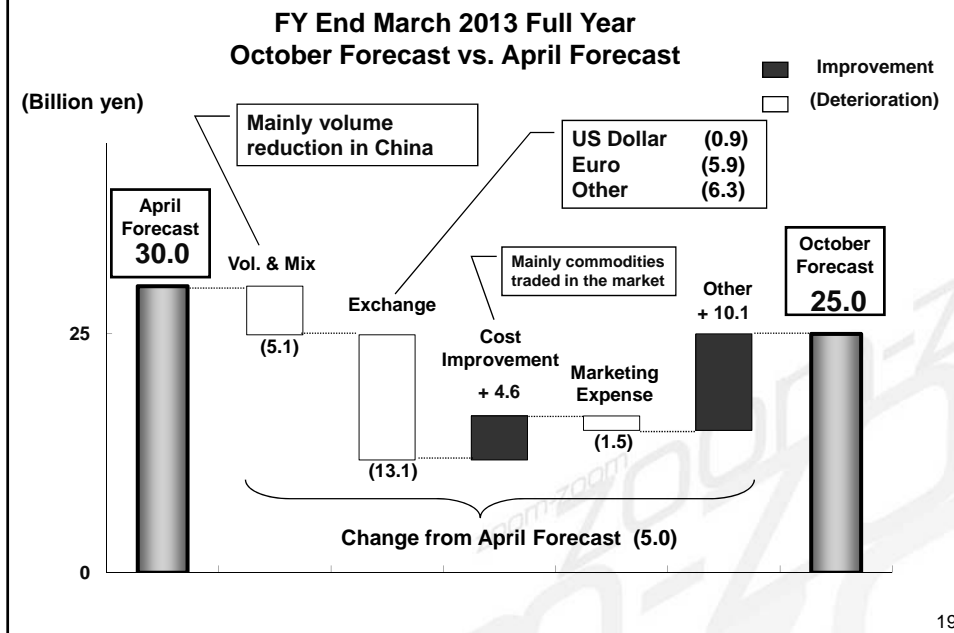 FY End March 2013 Full Year
October Forecast vs. April Forecast
Improvement
(Deterioration)
(Billion yen)
Mainly volume
reduction in China
US Dollar (0.9)
Euro (5.9)
Other (6.3)
April
Forecast
30.0
Vol. & Mix
Exchange
Mainly commodities
traded in the market
Cost
Improvement
+ 4.6
Marketing
Expense
Other
+ 10.1
October
Forecast
25.0
25
(5.1)
(13.1)
(1.5)
Change from April Forecast (5.0)
0
zoom-zoom
19